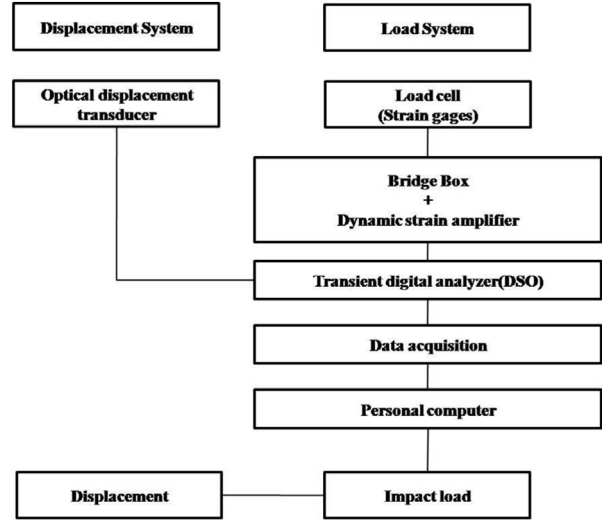 Displacement System
Load System
Optical displacement
transducer
Load cell
(Strain gages)
Bridge Box
+
Dynamic strain amplifier
Transient digital analyzer(DSO)
Data acquisition
Personal computer
Displacement
Impact load